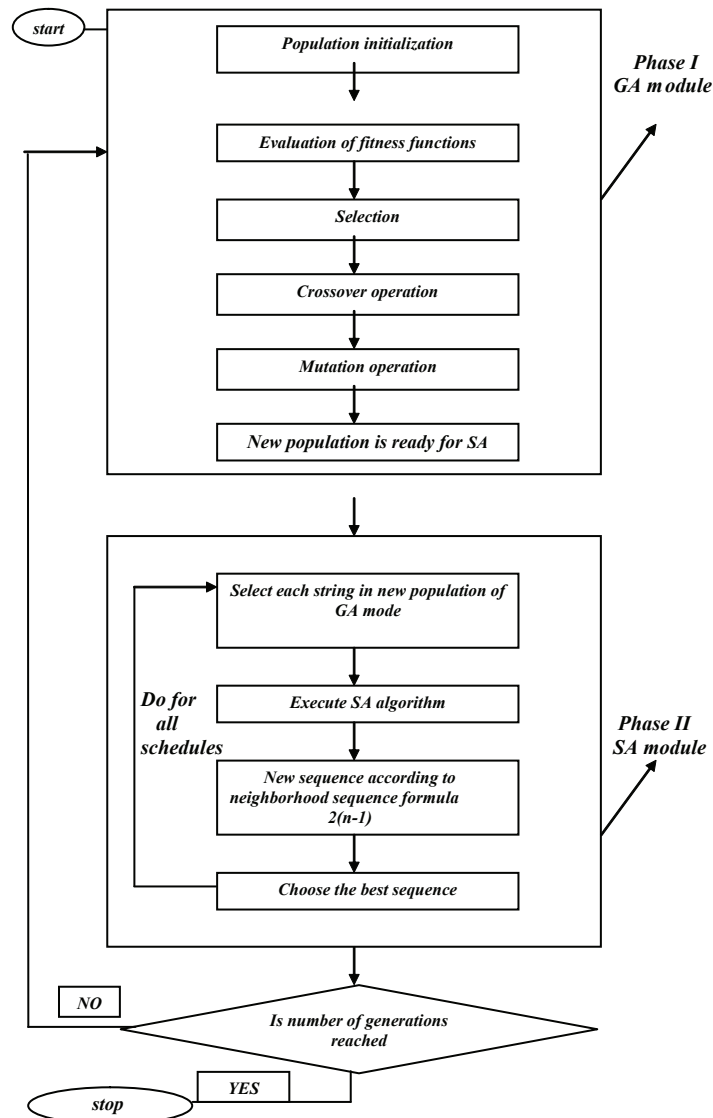 start
Population initialization
Phase I
GA module
Evaluation of fitness functions
Selection
Crossover operation
Mutation operation
New population is ready for SA
Select each string in new population of
GA mode
Do for
all
schedules
Execute SA algorithm
Phase II
SA module
New sequence according to
neighborhood sequence formula
2(n-1)
Choose the best sequence
NO
Is number of generations
reached
YES
stop